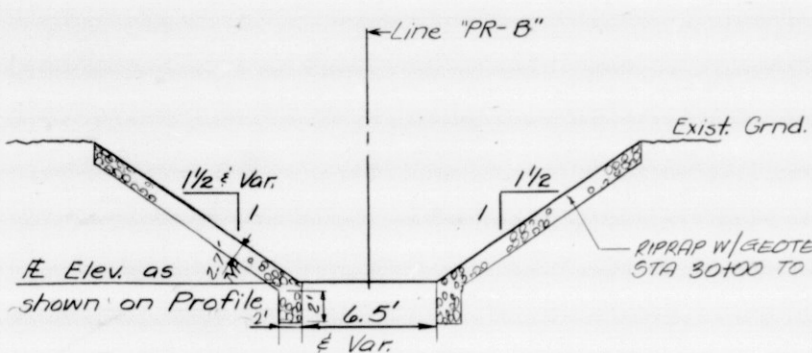 Line "PR-B"
Exist. Grnd.
1½ & Var.
1
1½
1
RIPRAP W/GEOTE
STA 30+00 TO
FL Elev. as
shown on Profile
2'
2'
6.5'
& Var.